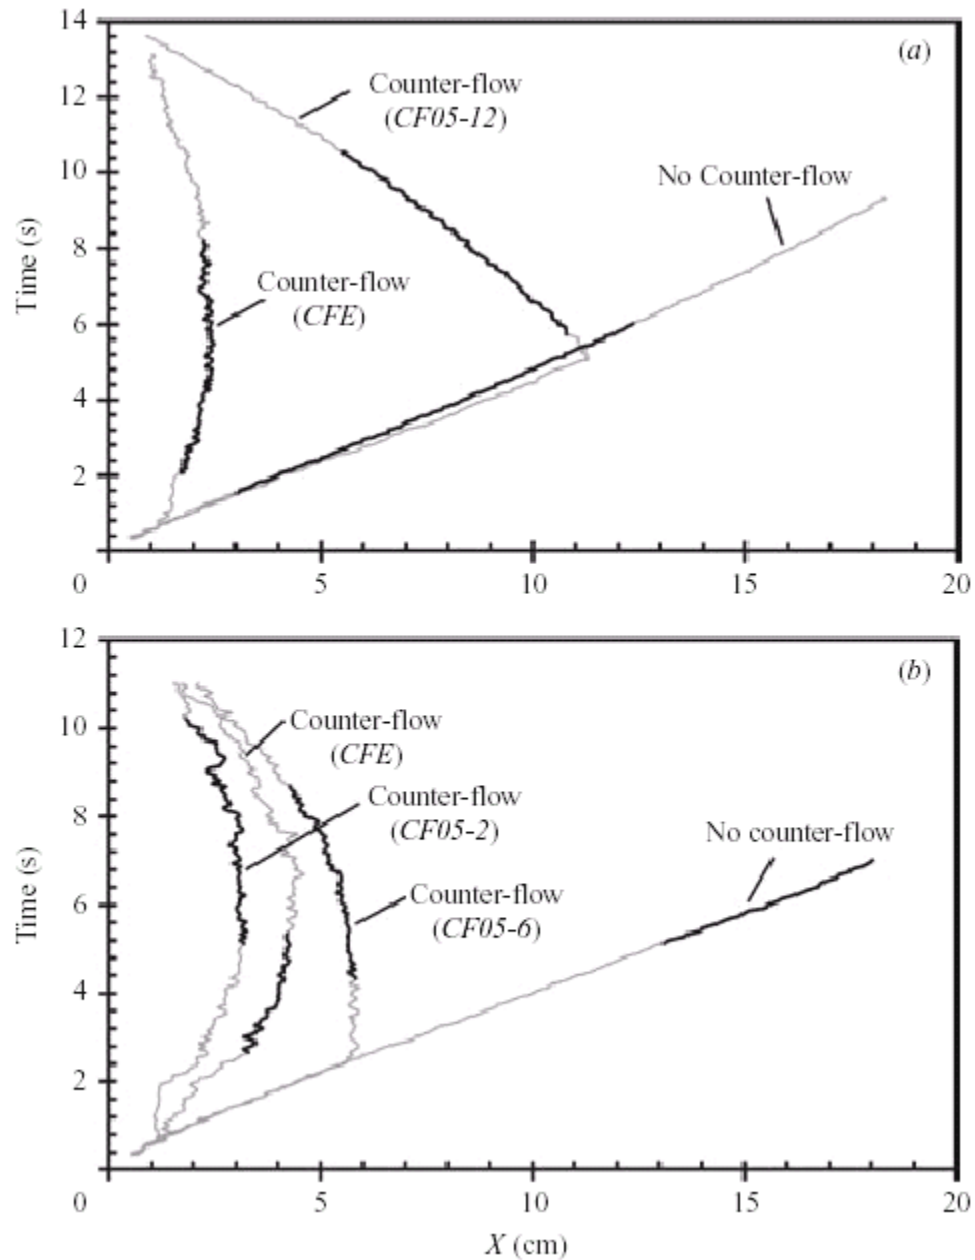 14
(a)
Counter-flow
(CF05-12)
12
No Counter-flow
10
8
Counter-flow
(CFE)
Time (s)
6
4
2
0
5
10
15
20
12
(b)
Counter-flow
(CFE)
10
Counter-flow
(CF05-2)
8
No counter-flow
Time (s)
Counter-flow
(CF05-6)
6
4
2
0
5
10
15
20
X (cm)